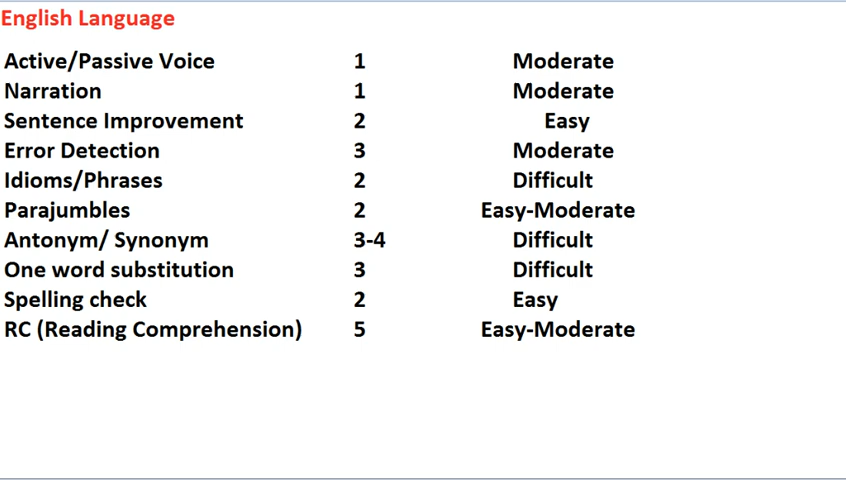 English Language
Active/Passive Voice 1 Moderate
Narration 1 Moderate
Sentence Improvement 2 Easy
Error Detection 3 Moderate
Idioms/Phrases 2 Difficult
Parajumbles 2 Easy-Moderate
Antonym/ Synonym 3-4 Difficult
One word substitution 3 Difficult
Spelling check 2 Easy
RC (Reading Comprehension) 5 Easy-Moderate